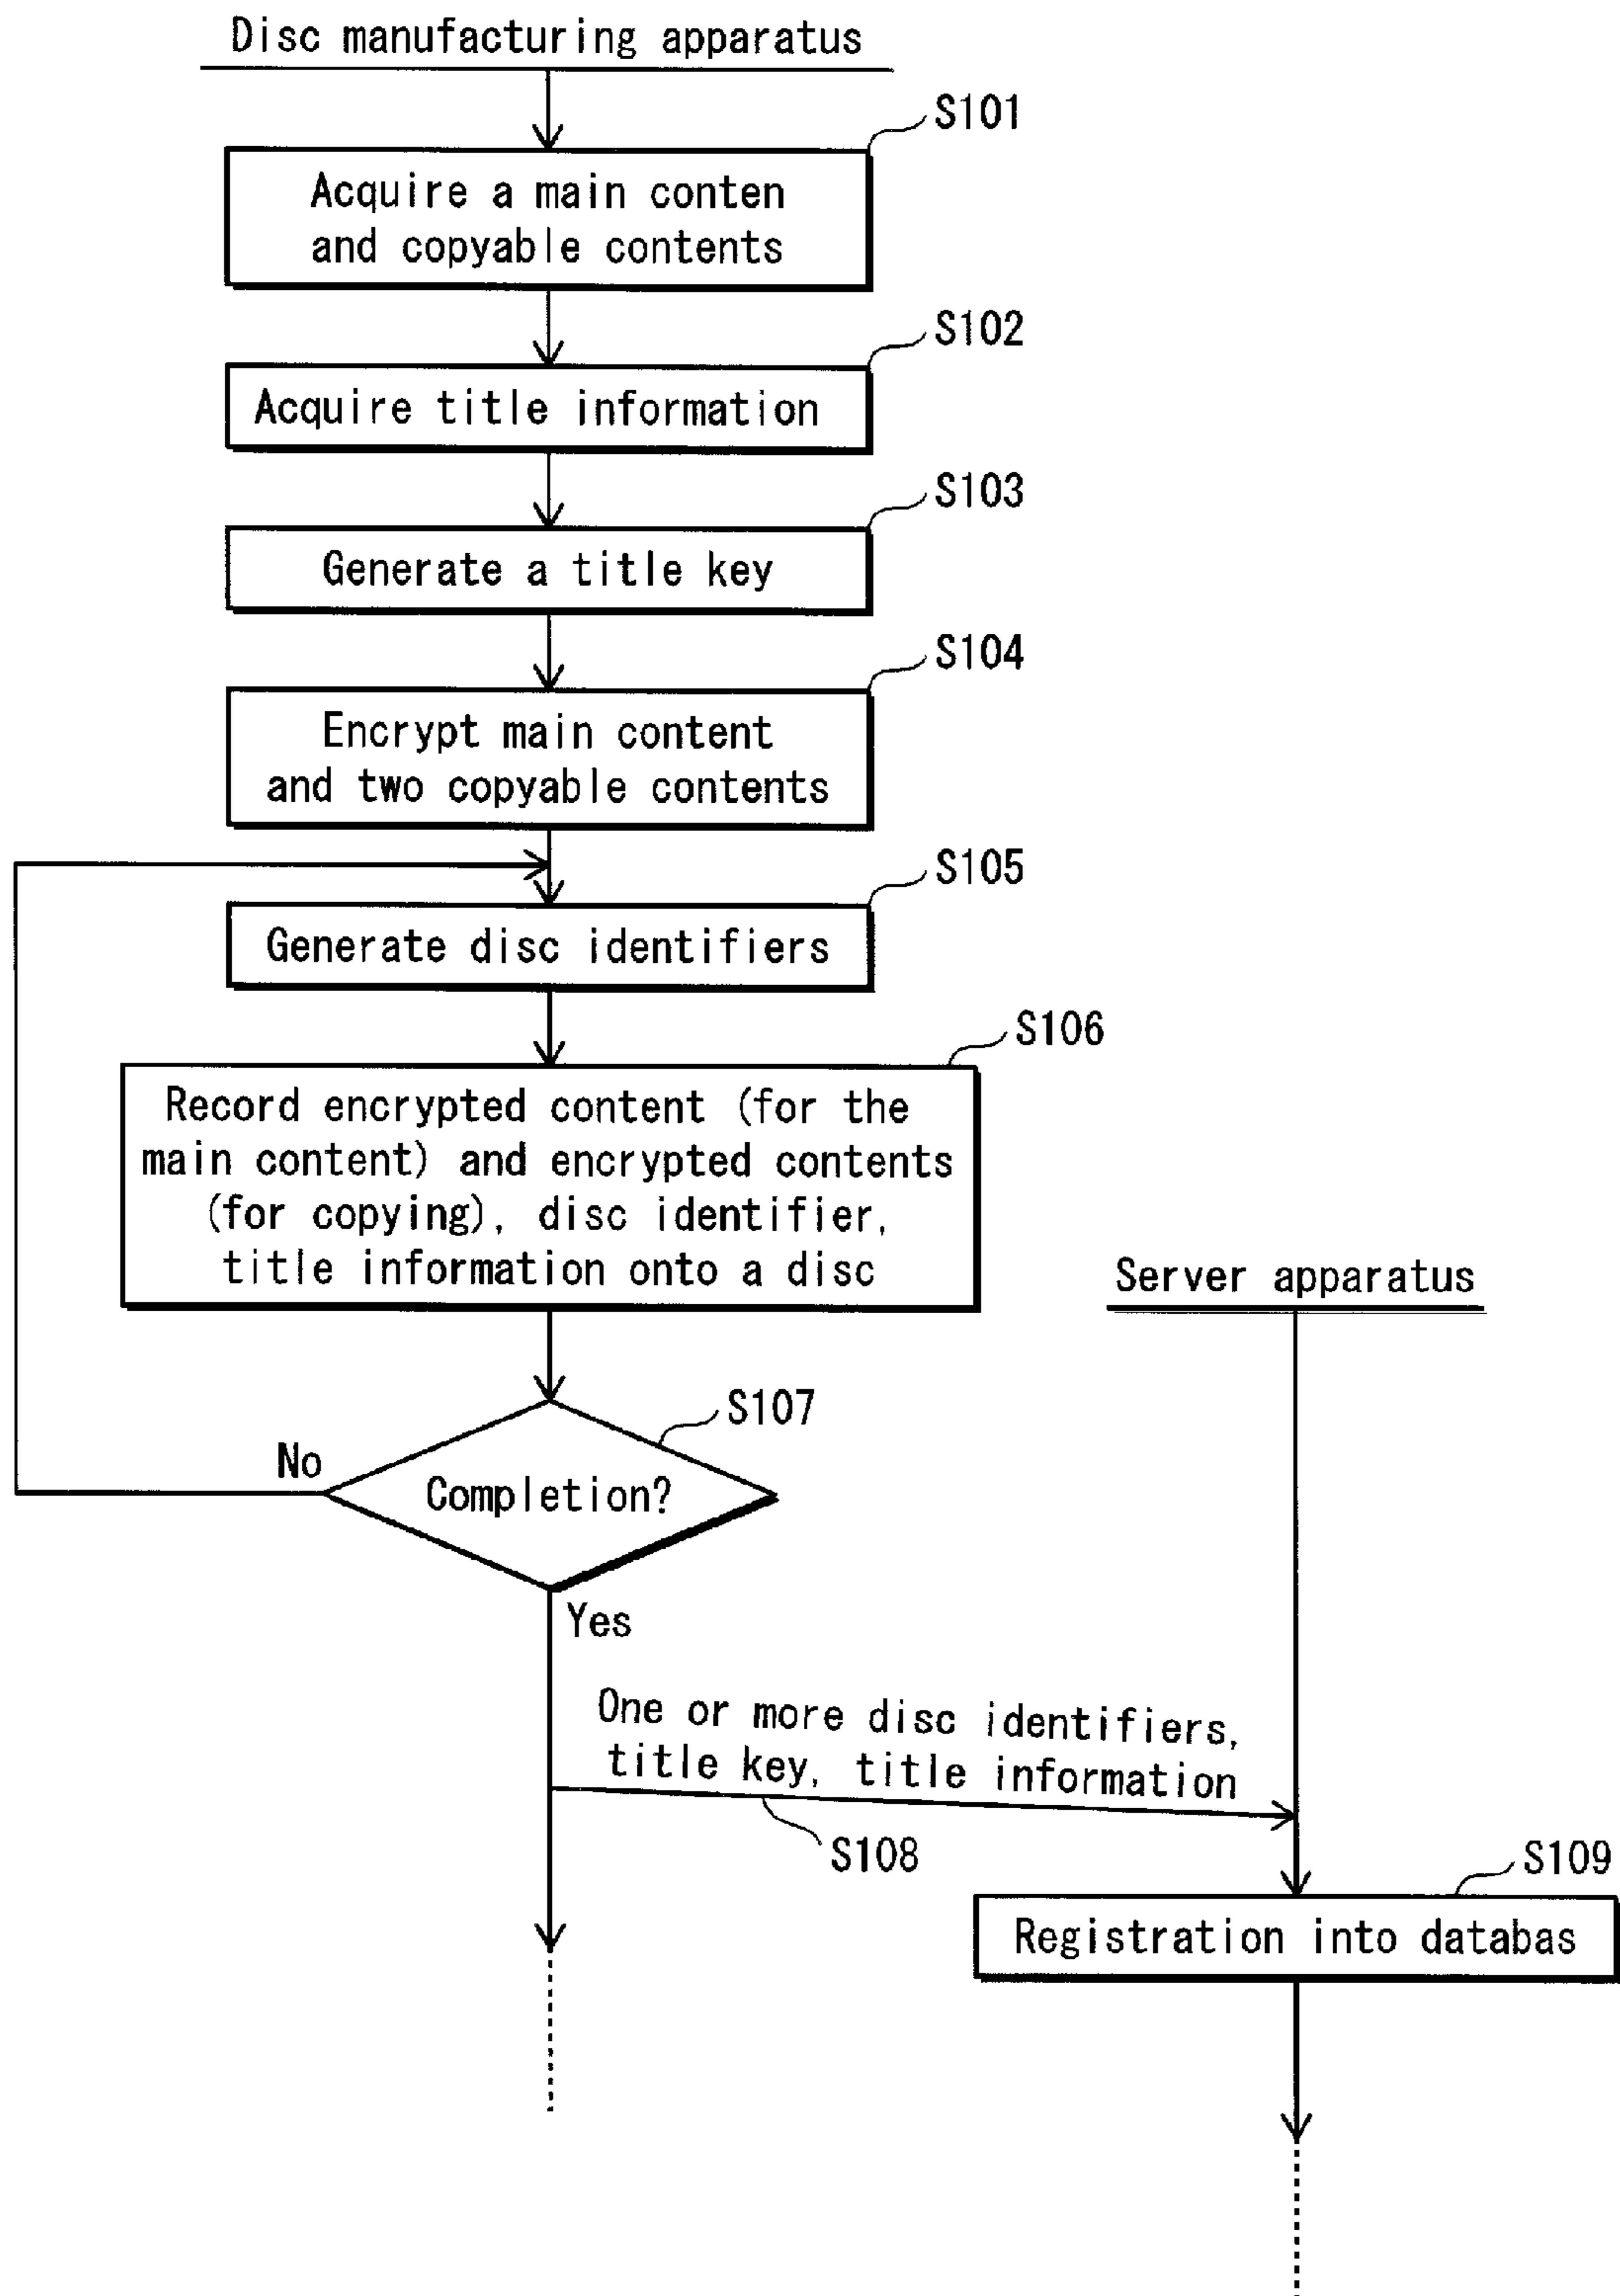 Disc manufacturing apparatus
S101
Acquire a main conten
and copyable contents
S102
Acquire title information
S103
Generate a title key
S104
Encrypt main content
and two copyable contents
S105
Generate disc identifiers
S106
Record encrypted content (for the
main content) and encrypted contents
(for copying), disc identifier,
title information onto a disc
Server apparatus
S107
No
Completion?
Yes
One or more disc identifiers,
title key, title information
S108
S109
Registration into databas